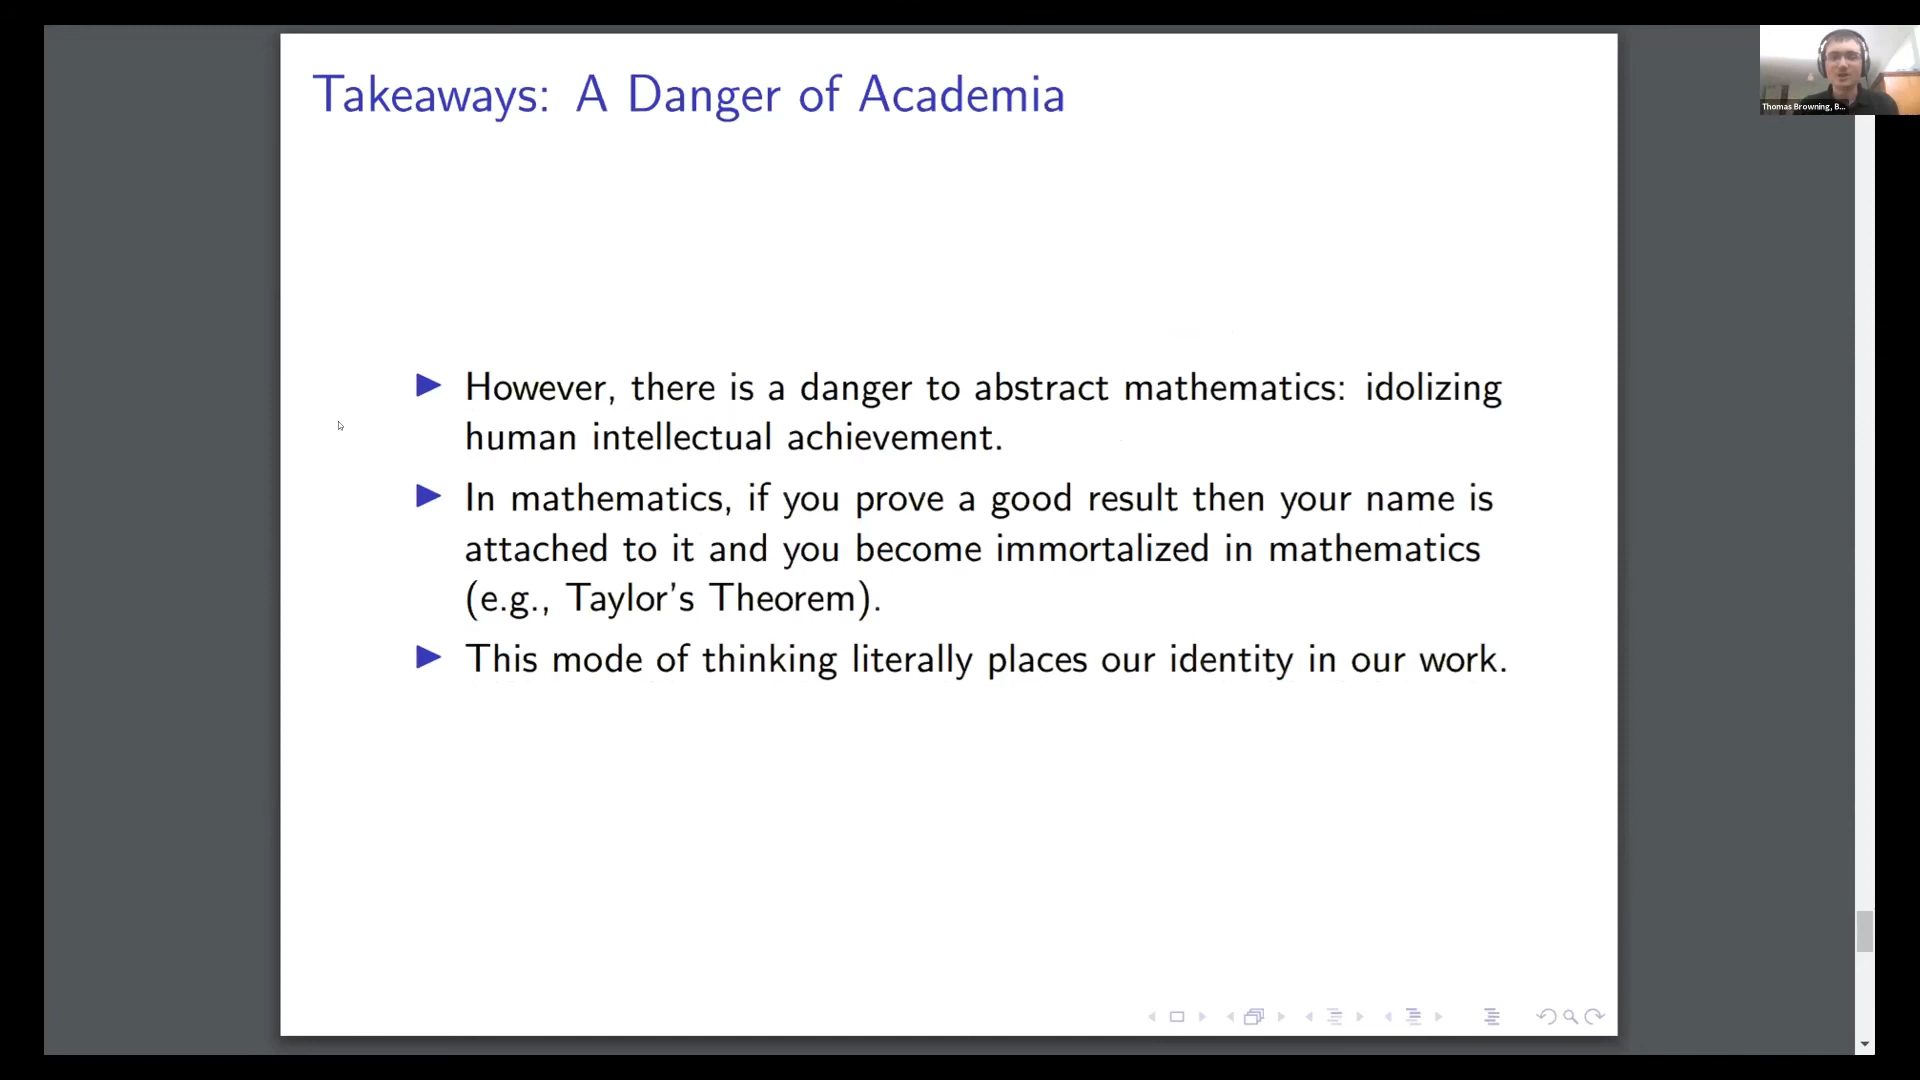 Takeaways: A Danger of Academia
Thomas Browning, B...
However, there is a danger to abstract mathematics: idolizing
human intellectual achievement.
In mathematics, if you prove a good result then your name is
attached to it and you become immortalized in mathematics
(e.g., Taylor's Theorem).
This mode of thinking literally places our identity in our work.